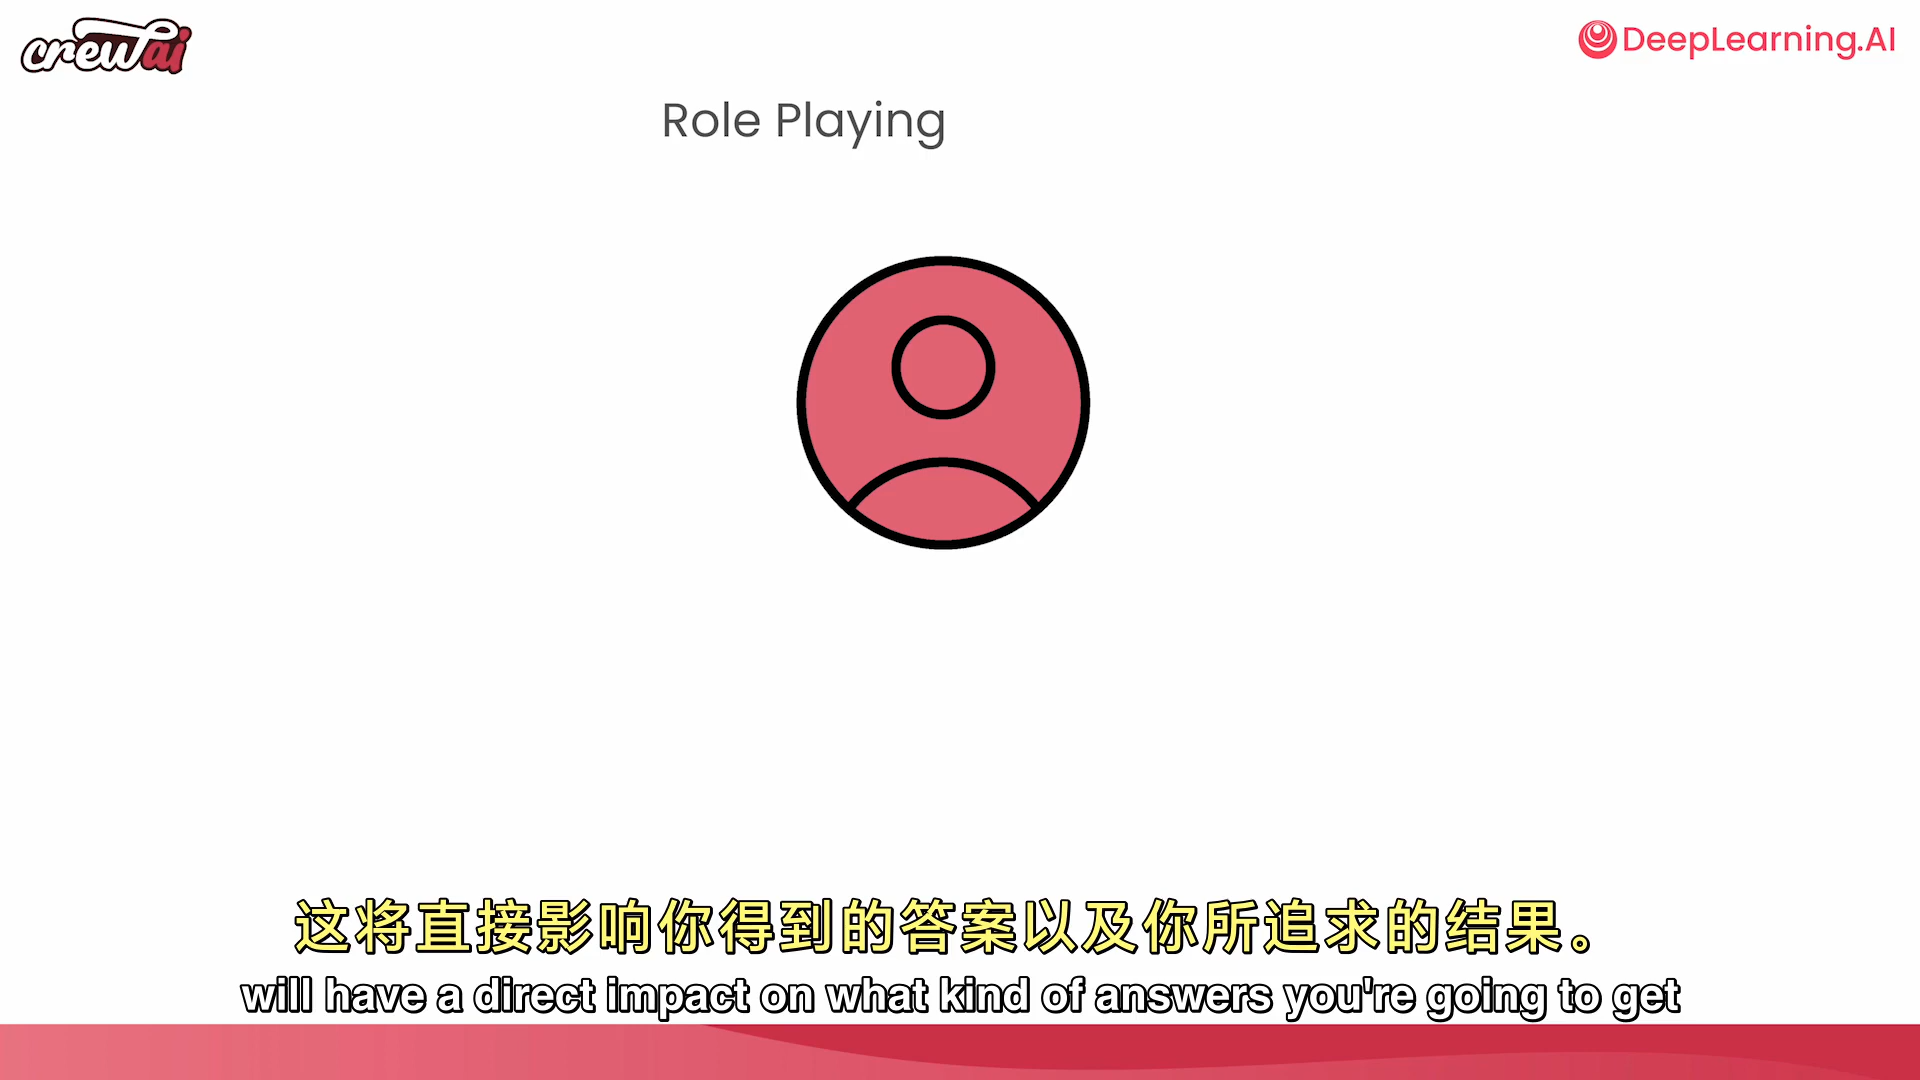 crewai
DeepLearning.AI
Role Playing
这将直接影响你得到的答案以及你所追求的结果。
will have a direct impact on what kind of answers you're going to get